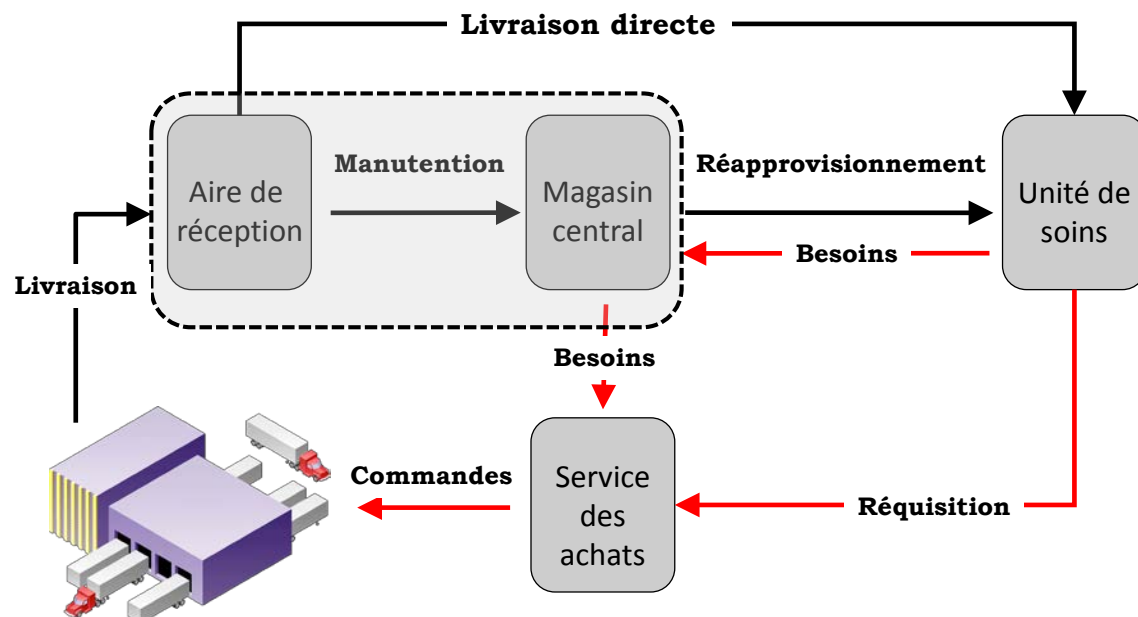 Livraison directe
Manutention
Réapprovisionnement
Aire de
réception
Magasin
central
Unité de
soins
Besoins
Livraison
Besoins
Commandes
Service
des
achats
Réquisition